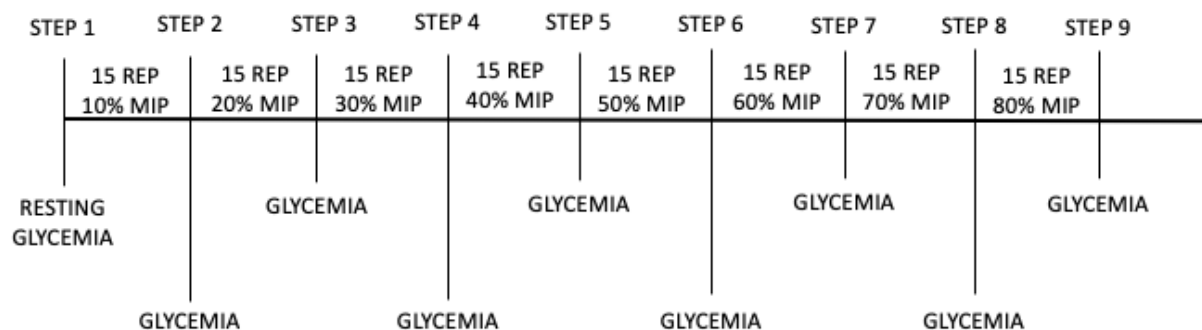 STEP 1
STEP 2
STEP 3
STEP 4
STEP 5
STEP 6
STEP 7
STEP 8
STEP 9
15 REP
10% MIP
15 REP
20% MIP
15 REP
30% MIP
15 REP
40% MIP
15 REP
50% MIP
15 REP
60% MIP
15 REP
70% MIP
15 REP
80% MIP
RESTING
GLYCEMIA
GLYCEMIA
GLYCEMIA
GLYCEMIA
GLYCEMIA
GLYCEMIA
GLYCEMIA
GLYCEMIA
GLYCEMIA